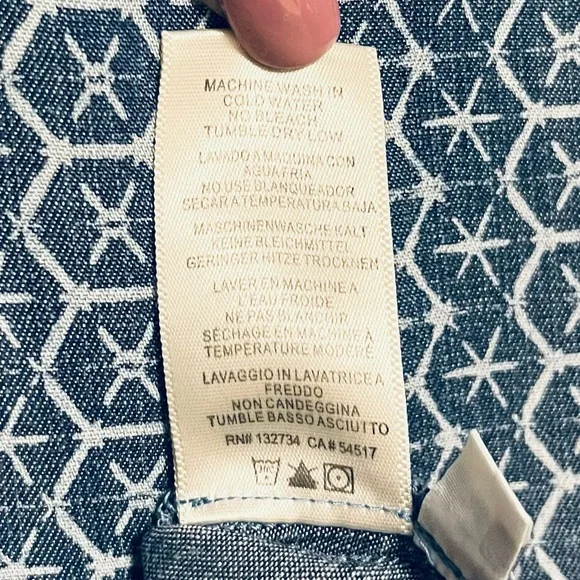 MACHINE WASH IN
COLD WATER
NO BLEACH
TUMBLE DRY LOW
LAVADO A MAQUINA CON
AGUA FRIA
NO USE BLANQUEADOR
SECAR A TEMPERATURA BAJA
MASCHINENWASCHE KALT
KEINE BLEICHMITTEL
GERINGER HITZE TROCKNEN
LAVER EN MACHINE A
L'EAU FROIDE
NE PAS BLANCHIR
SÉCHAGE EN MACHINE À
TEMPÉRATURE MODÉRÉ
LAVAGGIO IN LAVATRICE A
FREDDO
NON CANDEGGINA
TUMBLE BASSO ASCIUTTO
RN# 132734 CA# 54517